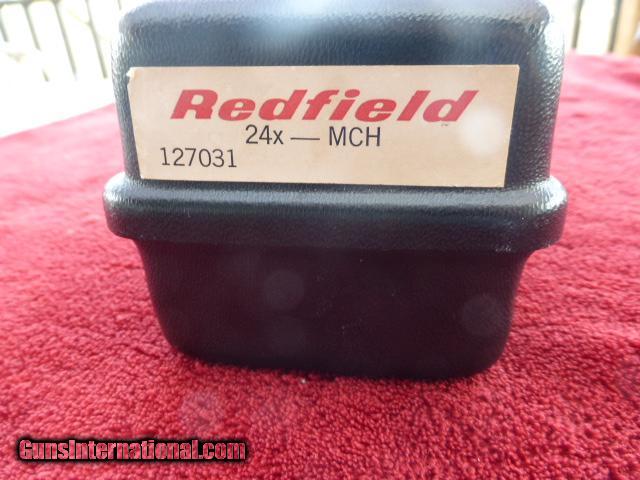 Redfield
24x — MCH
127031
GunsInternational.com